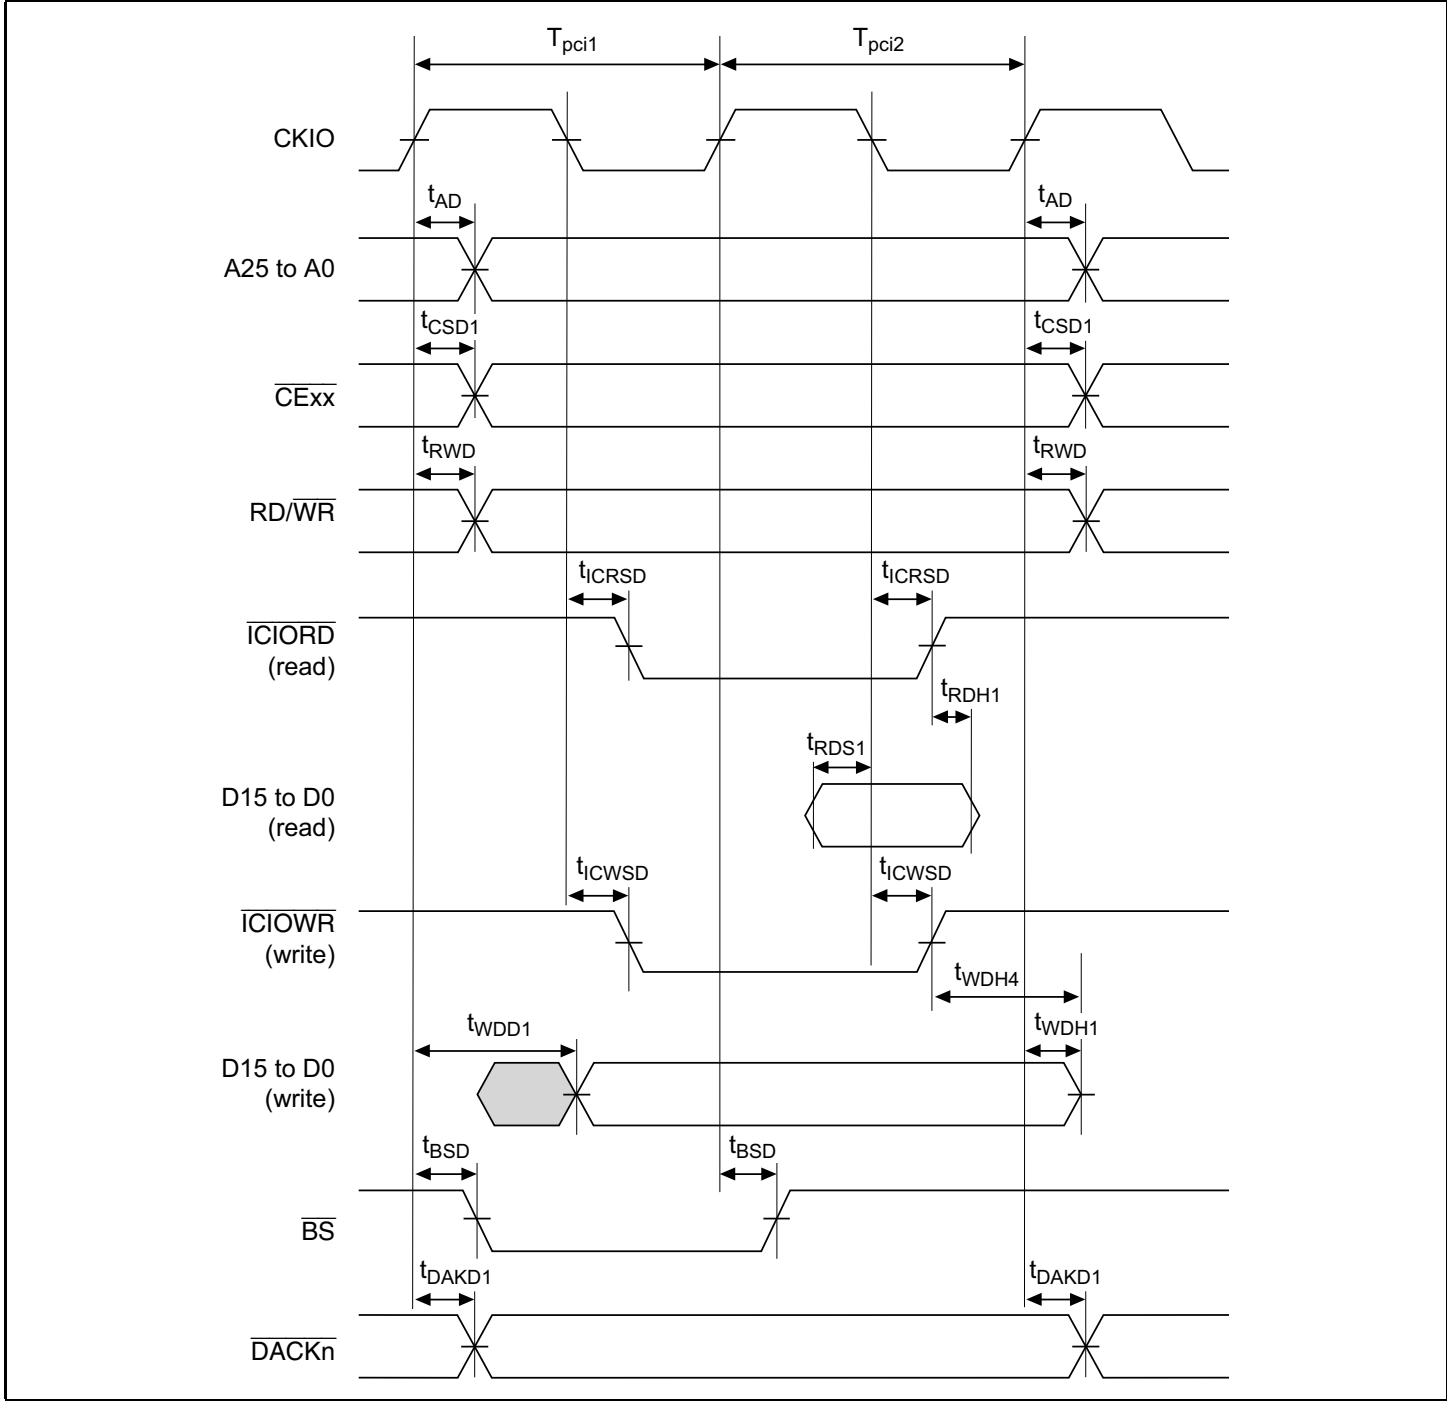 Tpci1 Tpci2
CKIO
tAD tAD
A25 to A0
tCSD1 tCSD1
CExx
tRWD tRWD
RD/WR
tICRSD tICRSD
ICIORD
(read)
tRDH1
tRDS1
D15 to D0
(read)
tICWSD tICWSD
ICIOWR
(write)
tWDH4
tWDD1 tWDH1
D15 to D0
(write)
tBSD tBSD
BS
tDAKD1 tDAKD1
DACKn